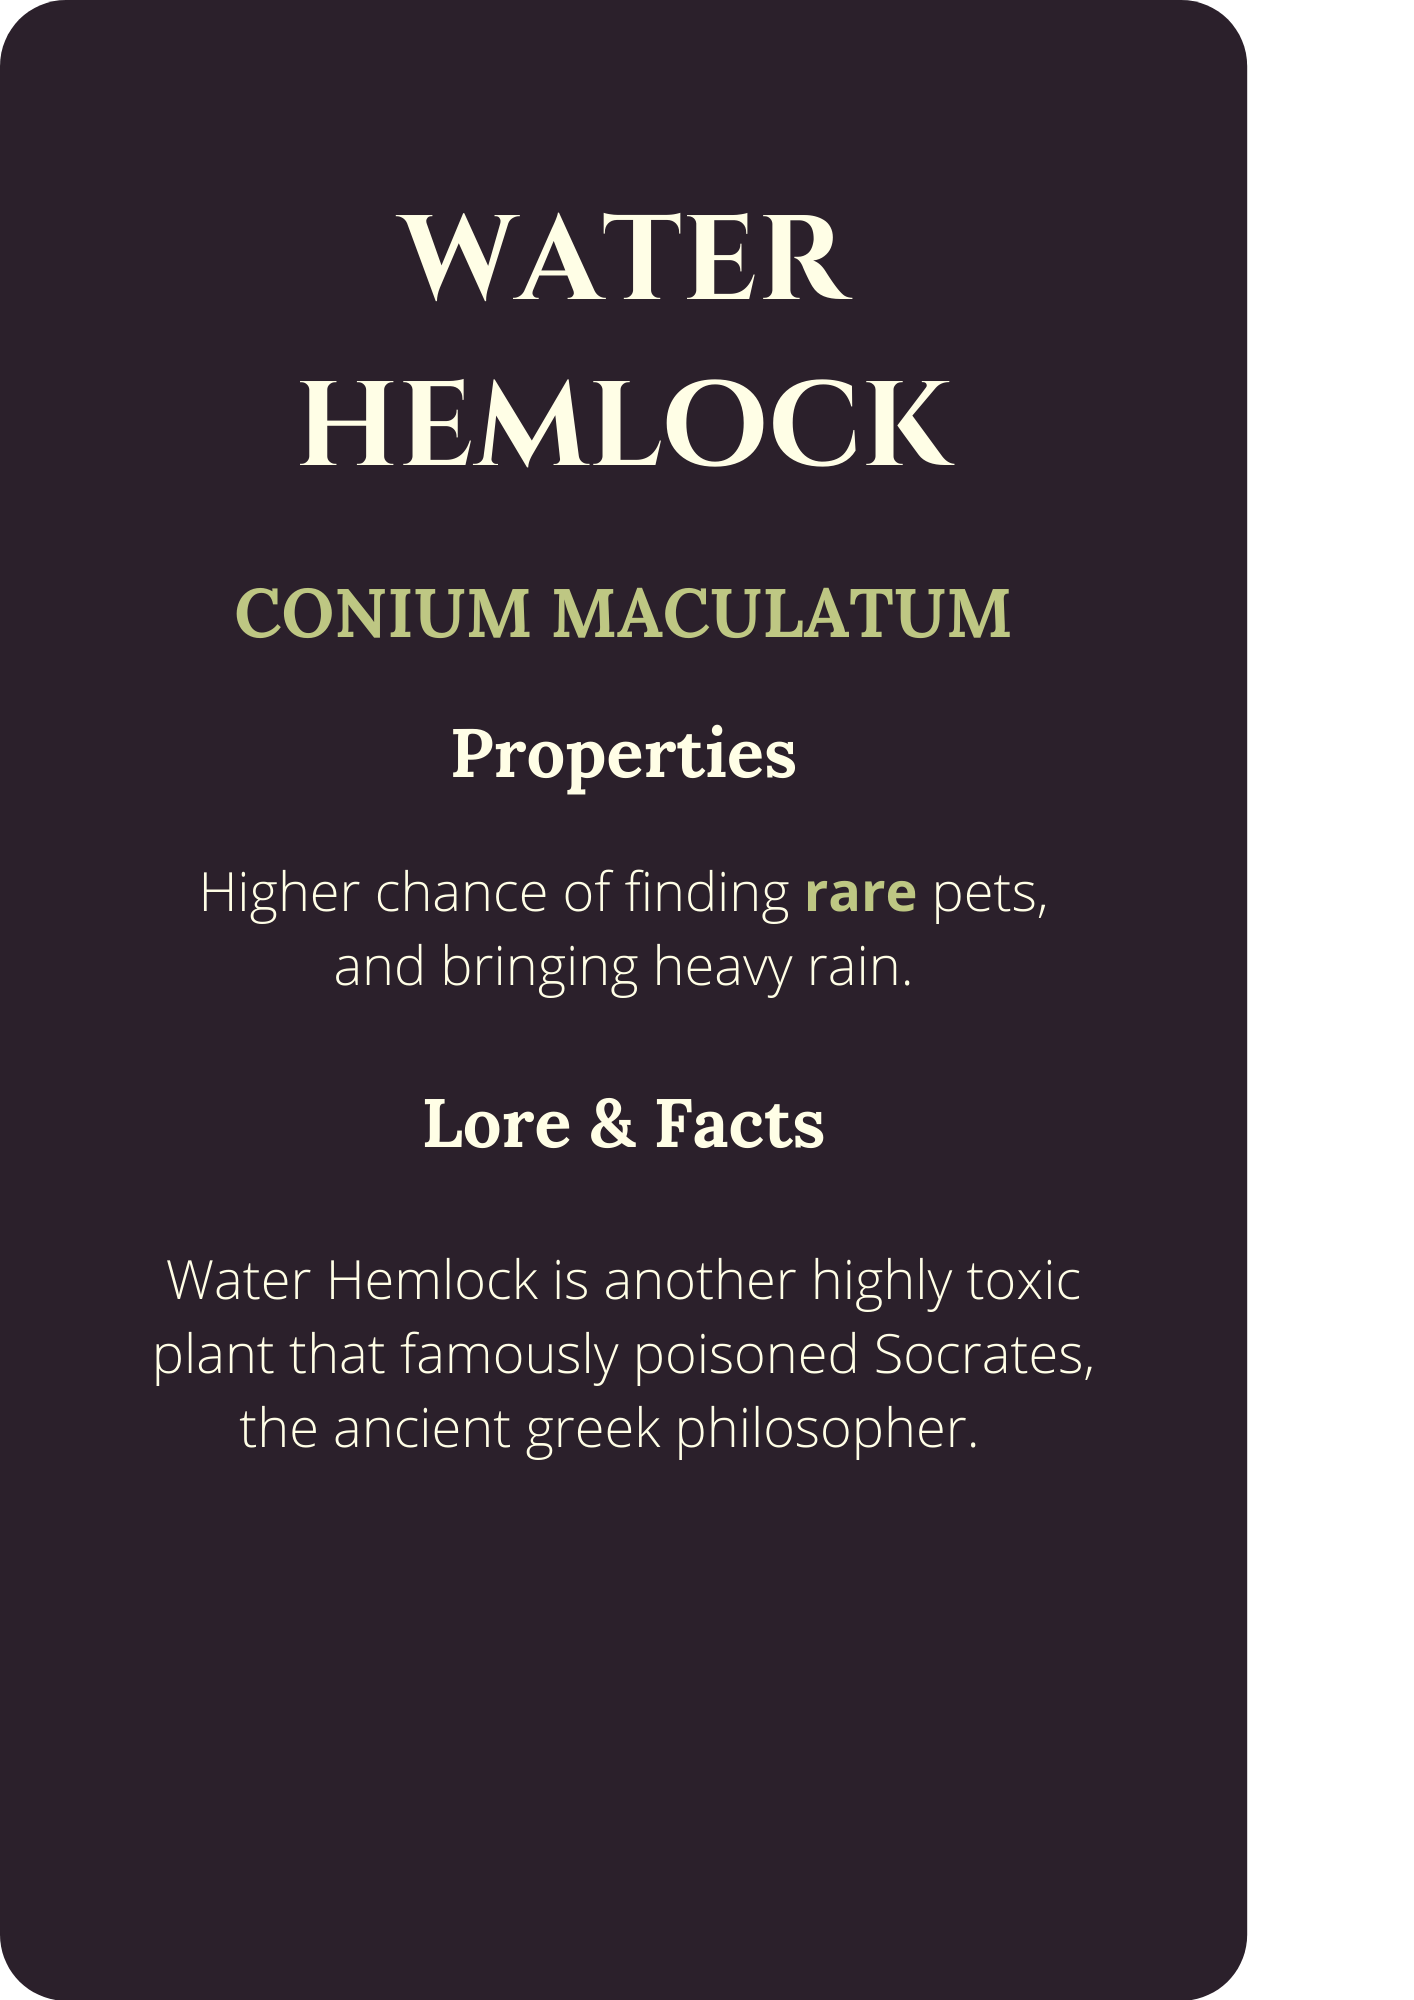 WATER
HEMLOCK
CONIUM MACULATUM
Properties
Higher chance of finding rare pets,
and bringing heavy rain.
Lore & Facts
Water Hemlock is another highly toxic
plant that famously poisoned Socrates,
the ancient greek philosopher.